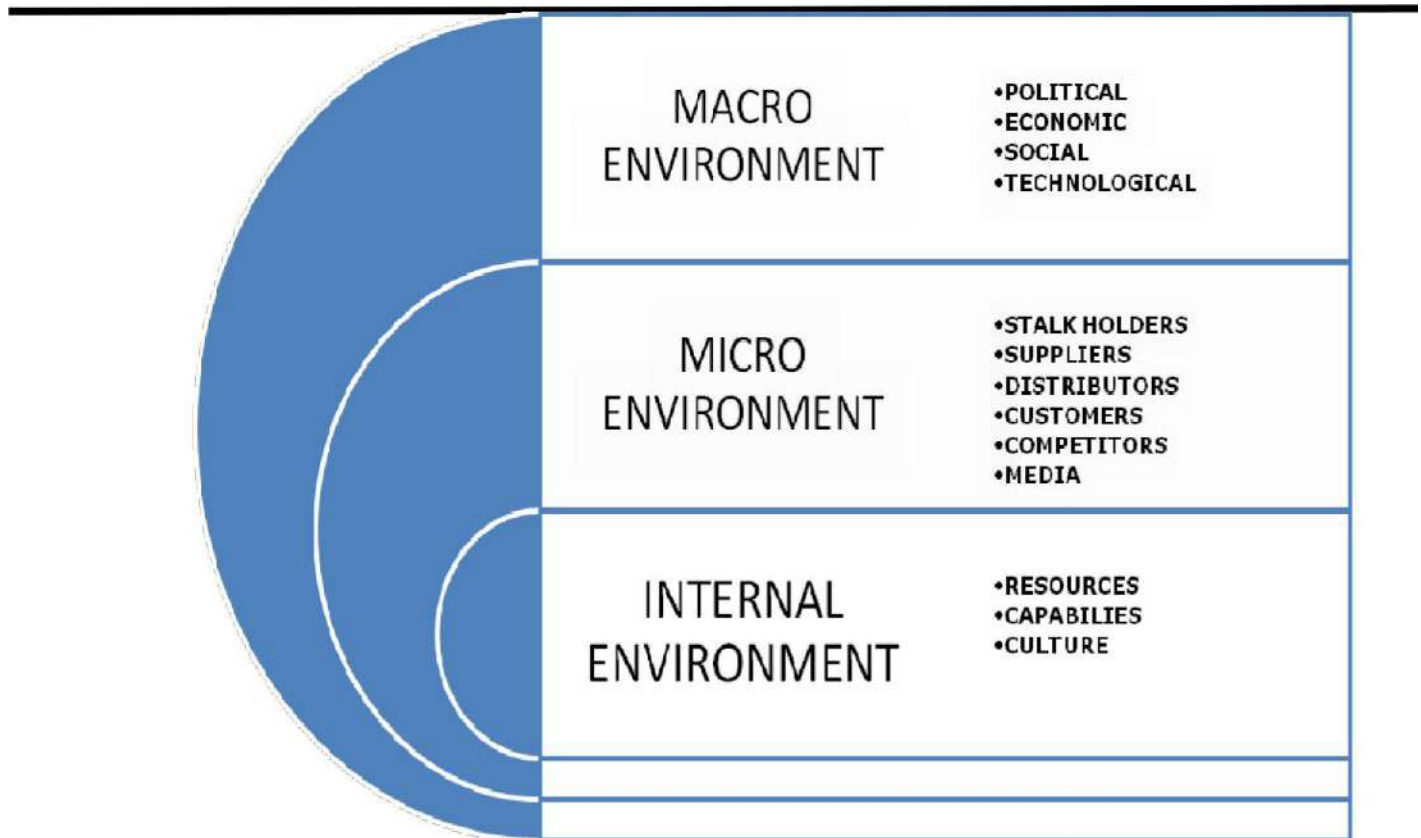 MACRO
ENVIRONMENT
•POLITICAL
•ECONOMIC
•SOCIAL
•TECHNOLOGICAL
MICRO
ENVIRONMENT
•STALK HOLDERS
•SUPPLIERS
•DISTRIBUTORS
•CUSTOMERS
•COMPETITORS
•MEDIA
INTERNAL
ENVIRONMENT
•RESOURCES
•CAPABILIES
•CULTURE